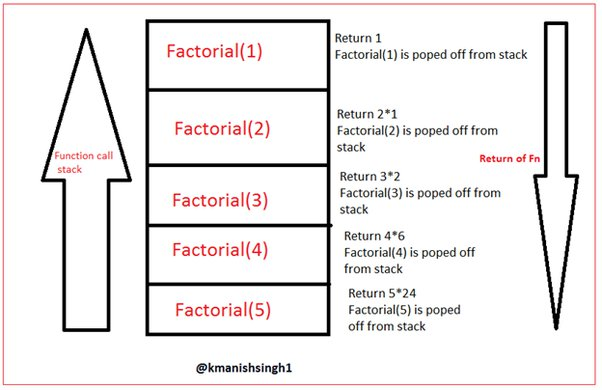 Factorial(1)
Return 1
Factorial(1) is poped off from stack
Factorial(2)
Return 2*1
Factorial(2) is poped off from
stack
Function call
stack
Return of Fn
Factorial(3)
Return 3*2
Factorial(3) is poped off from
stack
Factorial(4)
Return 4*6
Factorial(4) is poped off
from stack
Factorial(5)
Return 5*24
Factorial(5) is poped
off from stack
@kmanishsingh1